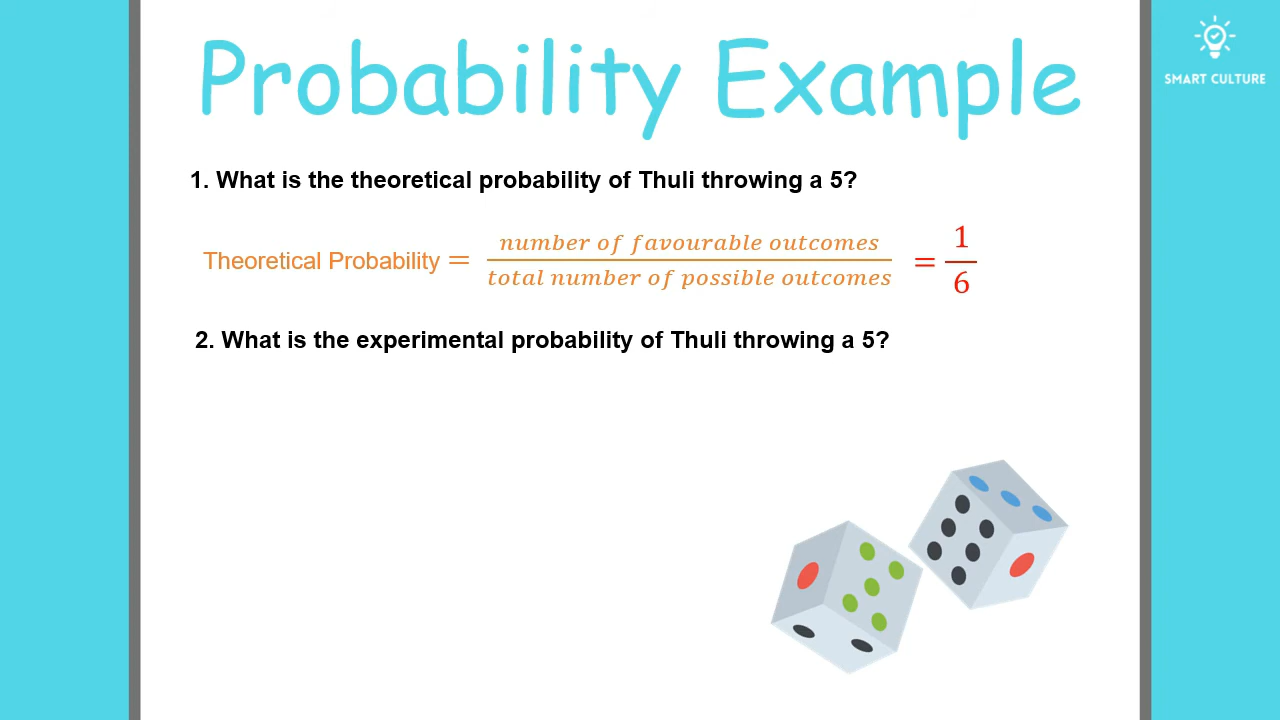 Probability Example
SMART CULTURE
1. What is the theoretical probability of Thuli throwing a 5?
Theoretical Probability = number of favourable outcomes / total number of possible outcomes = 1/6
2. What is the experimental probability of Thuli throwing a 5?